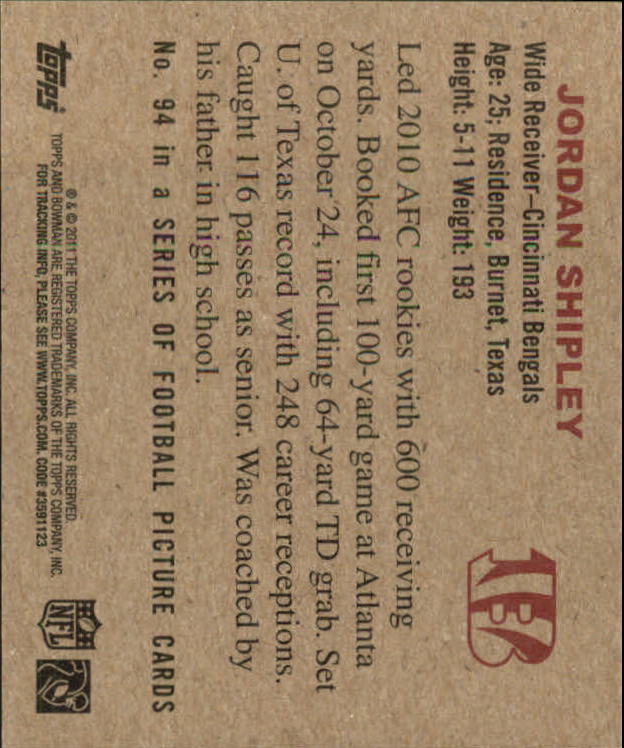 JORDAN SHIPLEY
Wide Receiver–Cincinnati Bengals
Age: 25; Residence, Burnet, Texas
Height: 5-11 Weight: 193
Led 2010 AFC rookies with 600 receiving
yards. Booked first 100-yard game at Atlanta
on October 24, including 64-yard TD grab. Set
U. of Texas record with 248 career receptions.
Caught 116 passes as senior. Was coached by
his father in high school.
No. 94 in a SERIES OF FOOTBALL PICTURE CARDS
topps
® & © 2011 THE TOPPS COMPANY, INC. ALL RIGHTS RESERVED.
TOPPS AND BOWMAN ARE REGISTERED TRADEMARKS OF THE TOPPS COMPANY, INC.
FOR TRACKING INFO, PLEASE SEE WWW.TOPPS.COM. CODE #3591123
NFL